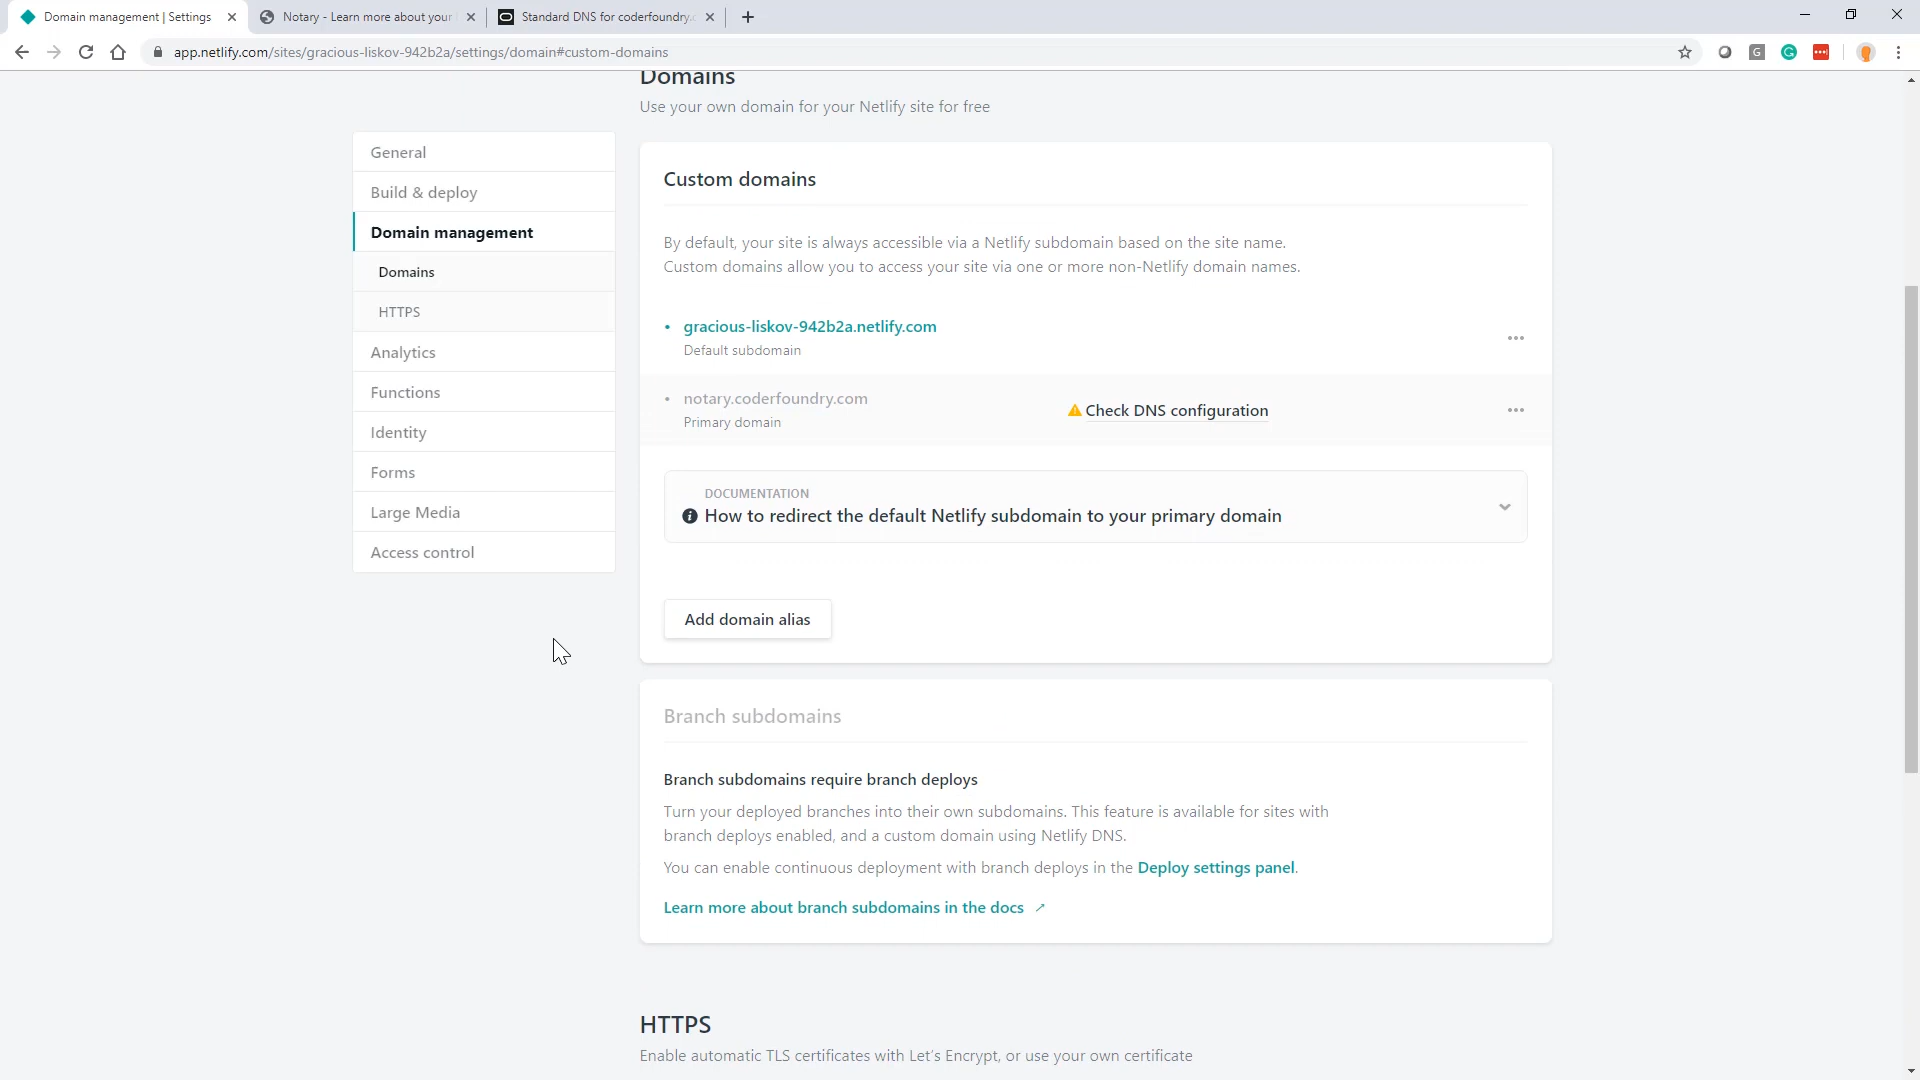 Domain management | Settings
Notary - Learn more about your
Standard DNS for coderfoundry.c
app.netlify.com/sites/gracious-liskov-942b2a/settings/domain#custom-domains
Domains
Use your own domain for your Netlify site for free
General
Build & deploy
Domain management
Domains
HTTPS
Analytics
Functions
Identity
Forms
Large Media
Access control
Custom domains
By default, your site is always accessible via a Netlify subdomain based on the site name.
Custom domains allow you to access your site via one or more non-Netlify domain names.
• gracious-liskov-942b2a.netlify.com
Default subdomain
• notary.coderfoundry.com
Primary domain
Check DNS configuration
DOCUMENTATION
How to redirect the default Netlify subdomain to your primary domain
Add domain alias
Branch subdomains
Branch subdomains require branch deploys
Turn your deployed branches into their own subdomains. This feature is available for sites with
branch deploys enabled, and a custom domain using Netlify DNS.
You can enable continuous deployment with branch deploys in the Deploy settings panel.
Learn more about branch subdomains in the docs ↗
HTTPS
Enable automatic TLS certificates with Let's Encrypt, or use your own certificate